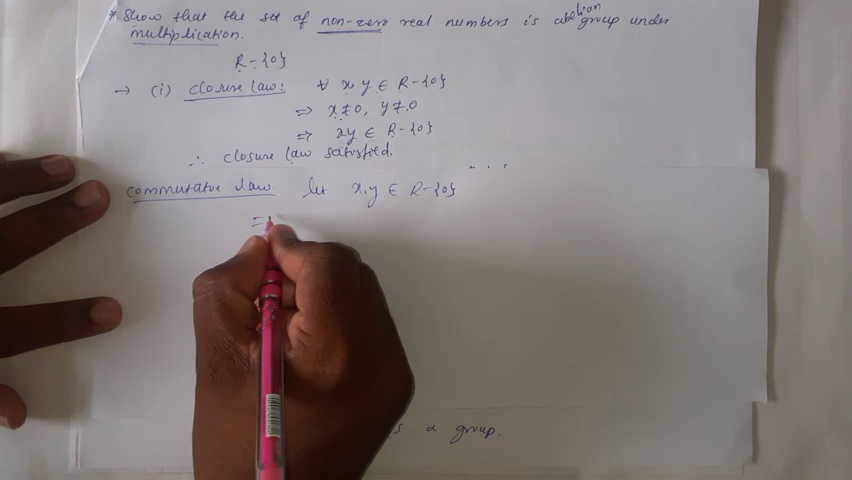 * Show that the set of non-zero real numbers is abelian group under
multiplication.
R - {0}
→ (i) closure law: ∀ x y ∈ R-{0}
⇒ x≠0, y≠0
⇒ xy ∈ R-{0}
∴ closure law satisfied.
commutative law. let x,y ∈ R-{0}
a group.